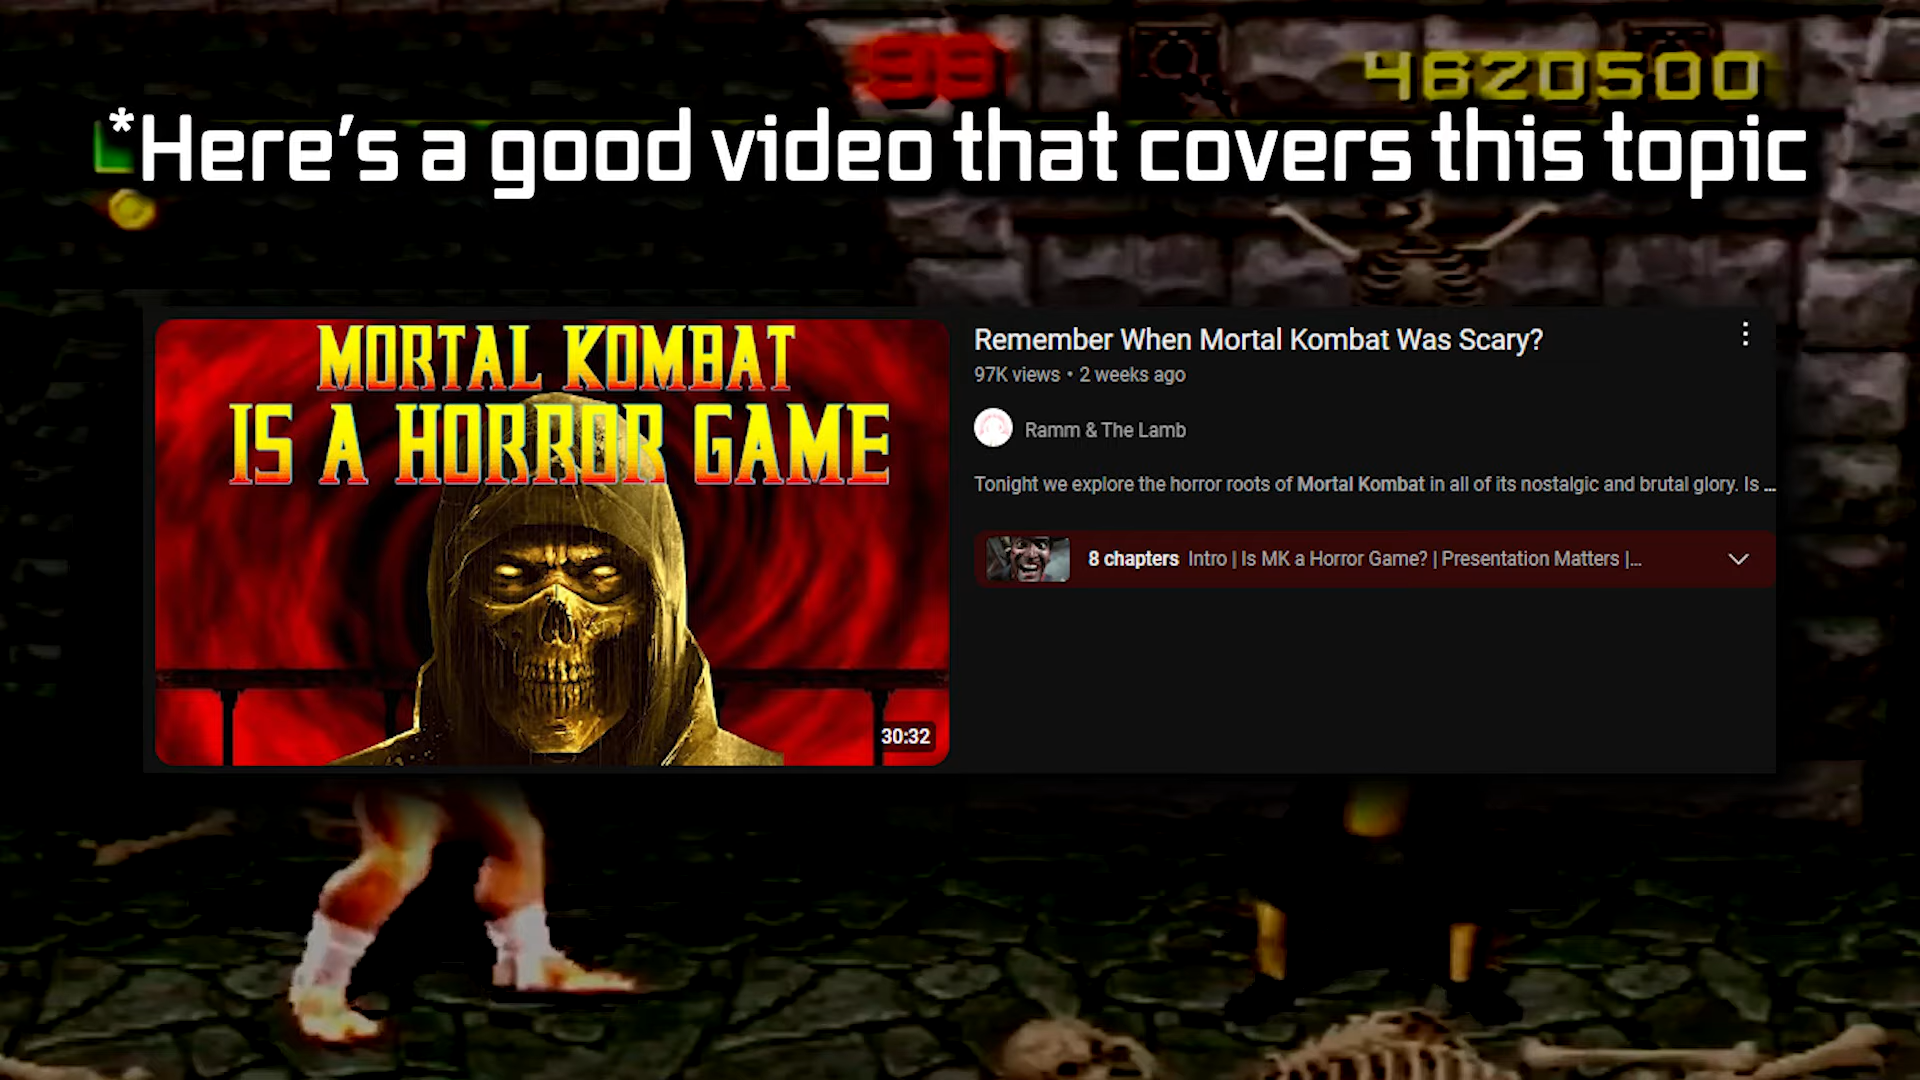 99
4620500
*Here's a good video that covers this topic
MORTAL KOMBAT
IS A HORROR GAME
30:32
Remember When Mortal Kombat Was Scary?
97K views • 2 weeks ago
Ramm & The Lamb
Tonight we explore the horror roots of Mortal Kombat in all of its nostalgic and brutal glory. Is ...
8 chapters Intro | Is MK a Horror Game? | Presentation Matters |...